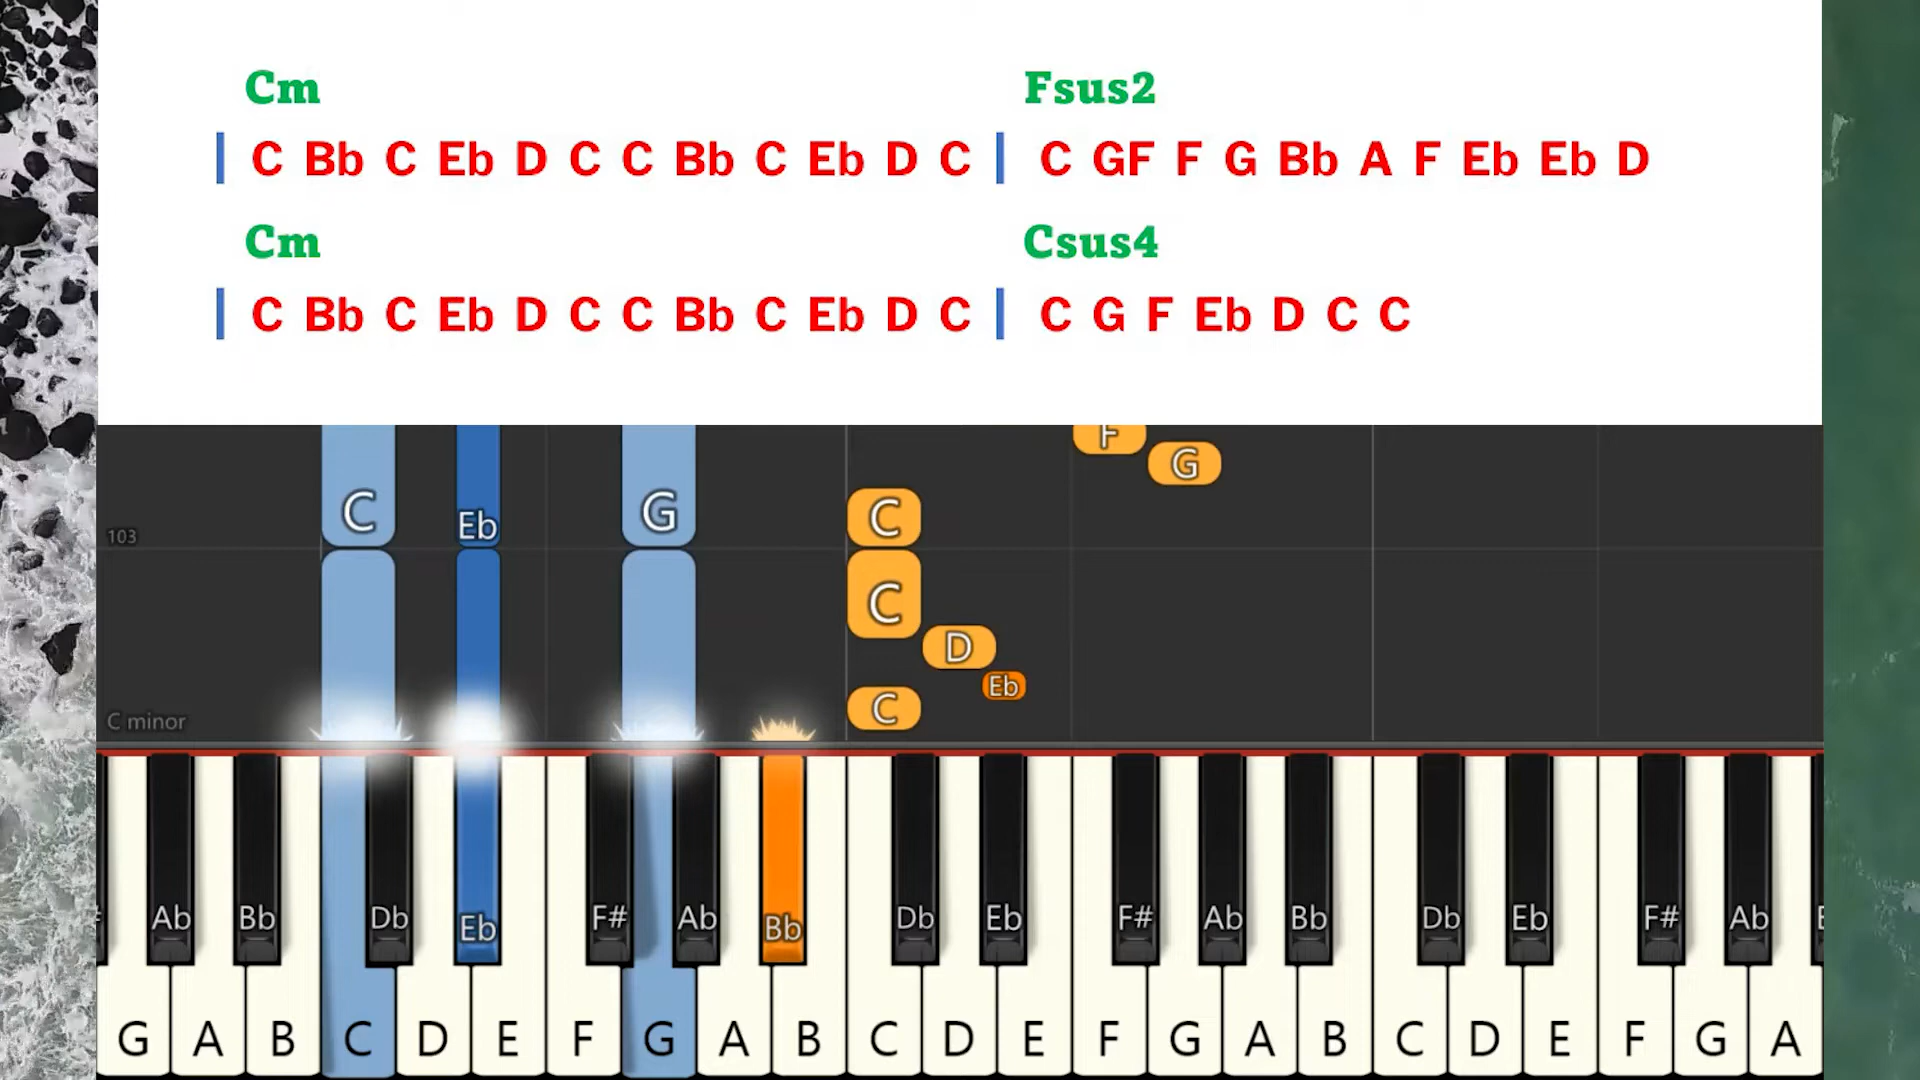 Cm Fsus2
| C Bb C Eb D C C Bb C Eb D C | C GF F G Bb A F Eb Eb D
Cm Csus4
| C Bb C Eb D C C Bb C Eb D C | C G F Eb D C C
F
G
C Eb G C
103
C
D
Eb
C
C minor
Ab Bb Db Eb F# Ab Bb Db Eb F# Ab Bb Db Eb F# Ab
G A B C D E F G A B C D E F G A B C D E F G A